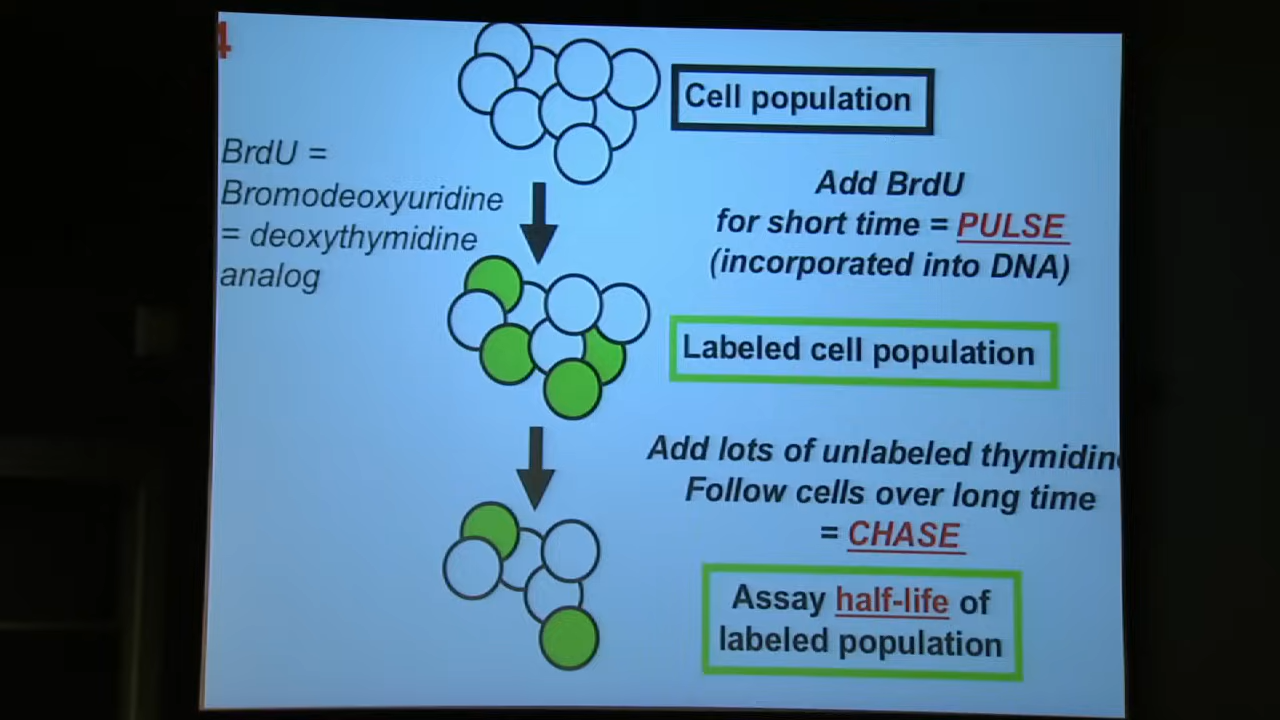 4
Cell population
BrdU =
Bromodeoxyuridine
= deoxythymidine
analog
Add BrdU
for short time = PULSE
(incorporated into DNA)
Labeled cell population
Add lots of unlabeled thymidin
Follow cells over long time
= CHASE
Assay half-life of
labeled population